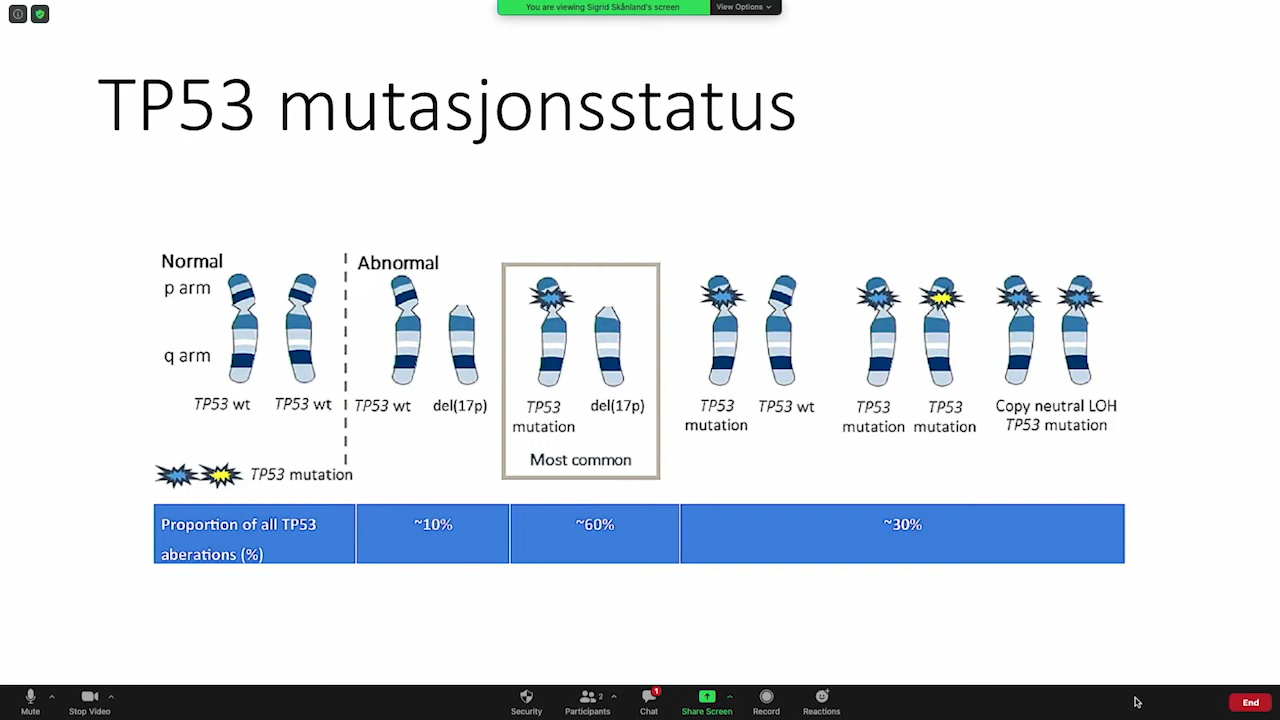 You are viewing Sigrid Skånland's screen
View Options
TP53 mutasjonsstatus
Normal
Abnormal
p arm
q arm
TP53 wt
TP53 wt
TP53 wt
del(17p)
TP53
mutation
del(17p)
Most common
TP53
mutation
TP53 wt
TP53
mutation
TP53
mutation
Copy neutral LOH
TP53 mutation
TP53 mutation
Proportion of all TP53
aberations (%)
~10%
~60%
~30%
Mute
Stop Video
Security
Participants
2
Chat
1
Share Screen
Record
Reactions
End